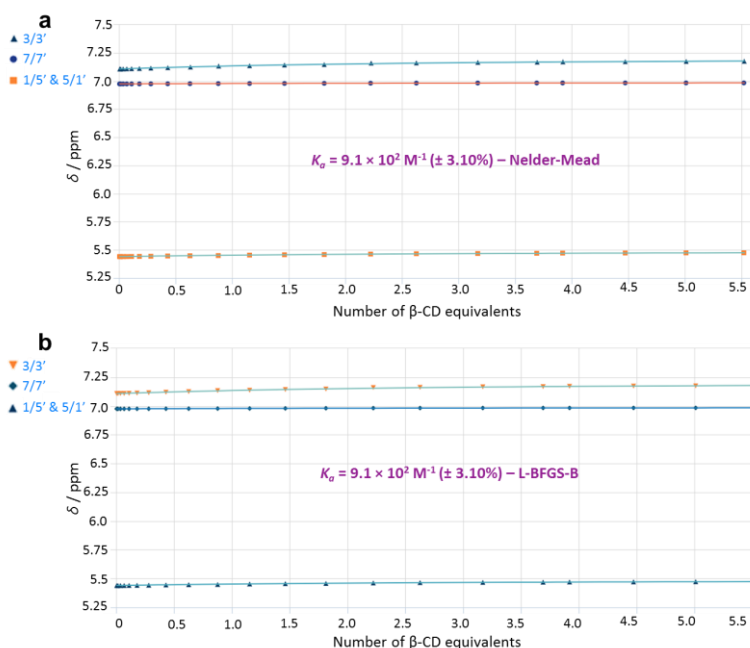 a
3/3′
7/7′
1/5′ & 5/1′
δ / ppm
7.5
7.25
7.0
6.75
6.5
6.25
6.0
5.75
5.5
5.25
Kₐ = 9.1 × 10² M⁻¹ (± 3.10%) – Nelder-Mead
0 0.5 1.0 1.5 2.0 2.5 3.0 3.5 4.0 4.5 5.0 5.5
Number of β-CD equivalents
b
3/3′
7/7′
1/5′ & 5/1′
δ / ppm
7.5
7.25
7.0
6.75
6.5
6.25
6.0
5.75
5.5
5.25
Kₐ = 9.1 × 10² M⁻¹ (± 3.10%) – L-BFGS-B
0 0.5 1.0 1.5 2.0 2.5 3.0 3.5 4.0 4.5 5.0 5.5
Number of β-CD equivalents